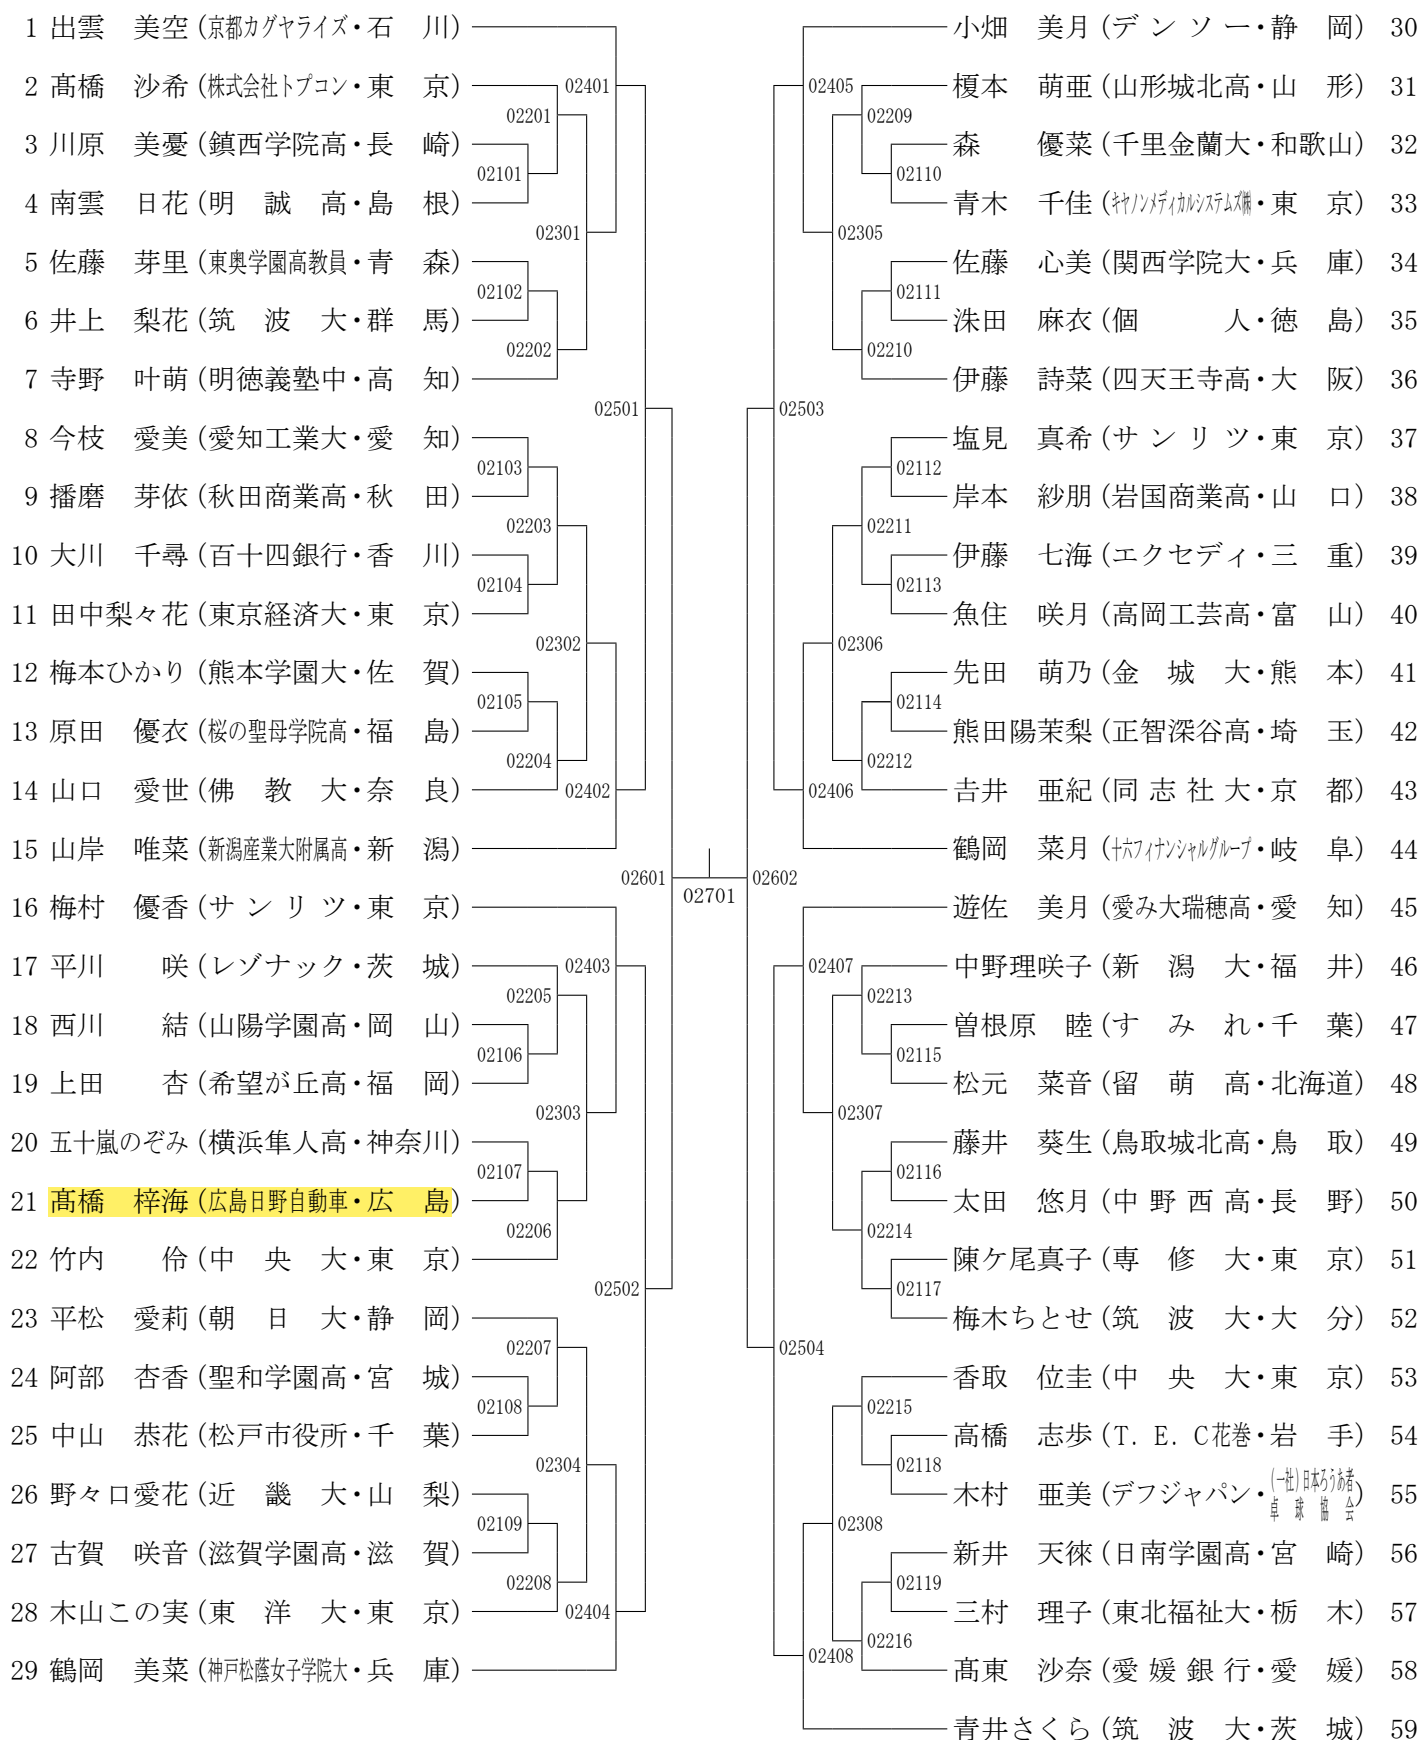 1 出雲　美空 (京都カグヤライズ・石　川)
2 髙橋　沙希 (株式会社トプコン・東　京)
02401
02201
3 川原　美憂 (鎮西学院高・長　崎)
02101
4 南雲　日花 (明　誠　高・島　根)
02301
5 佐藤　芽里 (東奥学園高教員・青　森)
02102
6 井上　梨花 (筑　波　大・群　馬)
02202
7 寺野　叶萌 (明徳義塾中・高　知)
02501
8 今枝　愛美 (愛知工業大・愛　知)
02103
9 播磨　芽依 (秋田商業高・秋　田)
02203
10 大川　千尋 (百十四銀行・香　川)
02104
11 田中梨々花 (東京経済大・東　京)
02302
12 梅本ひかり (熊本学園大・佐　賀)
02105
13 原田　優衣 (桜の聖母学院高・福　島)
02204
14 山口　愛世 (佛　教　大・奈　良)
02402
15 山岸　唯菜 (新潟産業大附属高・新　潟)
02601
02701
16 梅村　優香 (サ ン リ ツ・東　京)
17 平川　　咲 (レゾナック・茨　城)
02403
02205
18 西川　　結 (山陽学園高・岡　山)
02106
19 上田　　杏 (希望が丘高・福　岡)
02303
20 五十嵐のぞみ (横浜隼人高・神奈川)
02107
21 髙橋　梓海 (広島日野自動車・広　島)
02206
22 竹内　　伶 (中　央　大・東　京)
02502
23 平松　愛莉 (朝　日　大・静　岡)
02207
24 阿部　杏香 (聖和学園高・宮　城)
02108
25 中山　恭花 (松戸市役所・千　葉)
02304
26 野々口愛花 (近　畿　大・山　梨)
02109
27 古賀　咲音 (滋賀学園高・滋　賀)
02208
28 木山この実 (東　洋　大・東　京)
02404
29 鶴岡　美菜 (神戸松蔭女子学院大・兵　庫)
小畑　美月 (デ ン ソ ー・静　岡) 30
02405
榎本　萌亜 (山形城北高・山　形) 31
02209
森　　優菜 (千里金蘭大・和歌山) 32
02110
青木　千佳 (キヤノンメディカルシステムズ㈱・東　京) 33
02305
佐藤　心美 (関西学院大・兵　庫) 34
02111
洙田　麻衣 (個　　　人・徳　島) 35
02210
伊藤　詩菜 (四天王寺高・大　阪) 36
02503
塩見　真希 (サ ン リ ツ・東　京) 37
02112
岸本　紗朋 (岩国商業高・山　口) 38
02211
伊藤　七海 (エクセディ・三　重) 39
02113
魚住　咲月 (高岡工芸高・富　山) 40
02306
先田　萌乃 (金　城　大・熊　本) 41
02114
熊田陽茉梨 (正智深谷高・埼　玉) 42
02212
𠮷井　亜紀 (同 志 社 大・京　都) 43
02406
鶴岡　菜月 (十六フィナンシャルグループ・岐　阜) 44
02602
遊佐　美月 (愛み大瑞穂高・愛　知) 45
02407
中野理咲子 (新　潟　大・福　井) 46
02213
曽根原　睦 (す　み　れ・千　葉) 47
02115
松元　菜音 (留　萌　高・北海道) 48
02307
藤井　葵生 (鳥取城北高・鳥　取) 49
02116
太田　悠月 (中 野 西 高・長　野) 50
02214
陳ケ尾真子 (専　修　大・東　京) 51
02117
梅木ちとせ (筑　波　大・大　分) 52
02504
香取　位圭 (中　央　大・東　京) 53
02215
高橋　志歩 (T. E. C花巻・岩　手) 54
02118
木村　亜美 (デフジャパン・(一社)日本ろうあ者卓球協会) 55
02308
新井　天徠 (日南学園高・宮　崎) 56
02119
三村　理子 (東北福祉大・栃　木) 57
02216
髙東　沙奈 (愛 媛 銀 行・愛　媛) 58
02408
青井さくら (筑　波　大・茨　城) 59